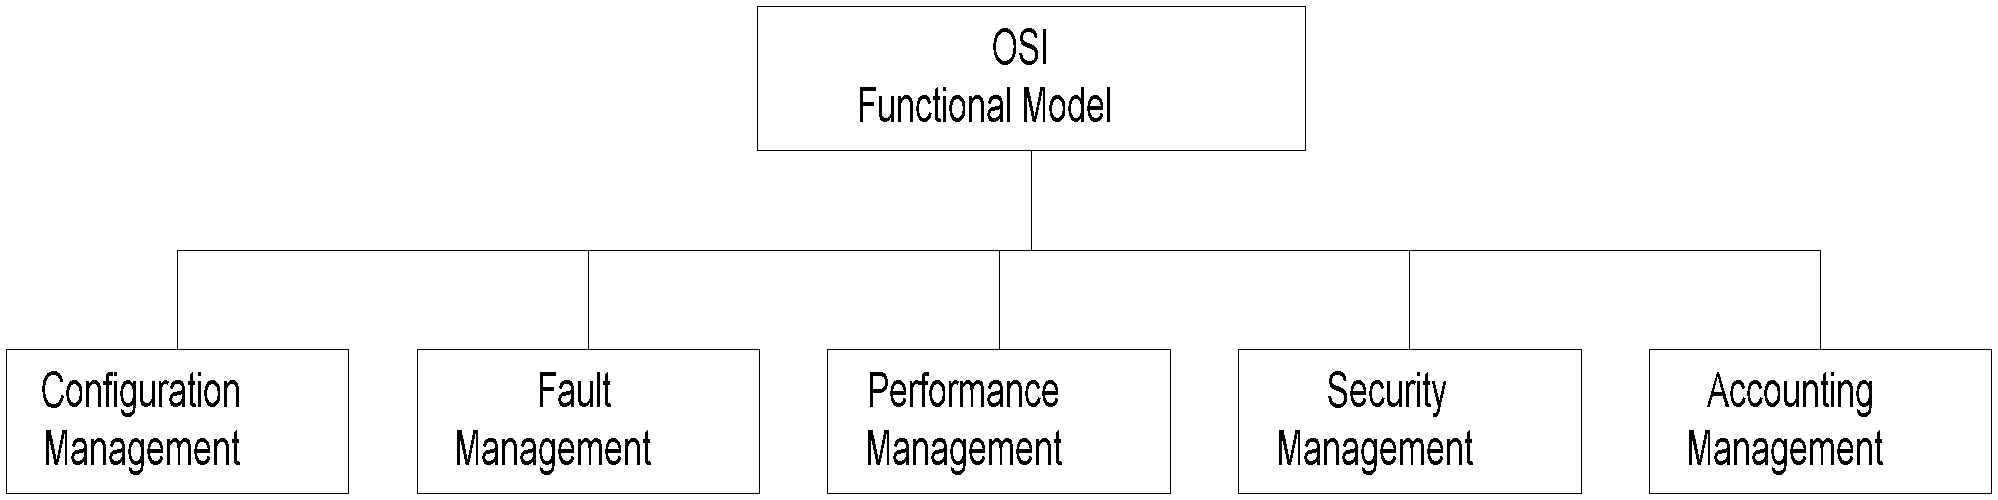 OSI
Functional Model
Configuration
Management
Fault
Management
Performance
Management
Security
Management
Accounting
Management